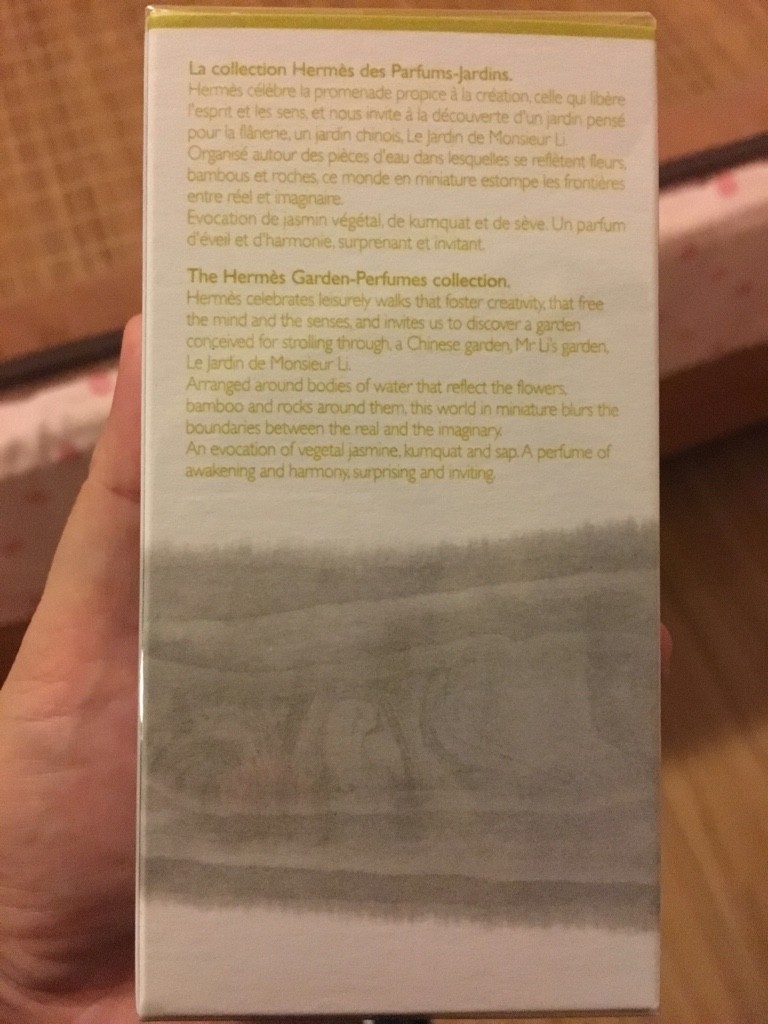 La collection Hermès des Parfums-Jardins.
Hermès célèbre la promenade propice à la création, celle qui libère
l'esprit et les sens, et nous invite à la découverte d'un jardin pensé
pour la flânerie, un jardin chinois, Le Jardin de Monsieur Li.
Organisé autour des pièces d'eau dans lesquelles se reflètent fleurs,
bambous et roches, ce monde en miniature estompe les frontières
entre réel et imaginaire.
Evocation de jasmin végétal, de kumquat et de sève. Un parfum
d'éveil et d'harmonie, surprenant et invitant.
The Hermès Garden-Perfumes collection.
Hermès celebrates leisurely walks that foster creativity, that free
the mind and the senses, and invites us to discover a garden
conceived for strolling through, a Chinese garden, Mr Li's garden,
Le Jardin de Monsieur Li.
Arranged around bodies of water that reflect the flowers,
bamboo and rocks around them, this world in miniature blurs the
boundaries between the real and the imaginary.
An evocation of vegetal jasmine, kumquat and sap. A perfume of
awakening and harmony, surprising and inviting.